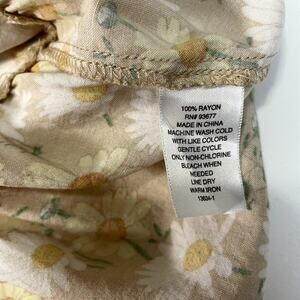 100% RAYON
RN# 93677
MADE IN CHINA
MACHINE WASH COLD
WITH LIKE COLORS
GENTLE CYCLE
ONLY NON-CHLORINE
BLEACH WHEN
NEEDED
LINE DRY
WARM IRON
13604-1